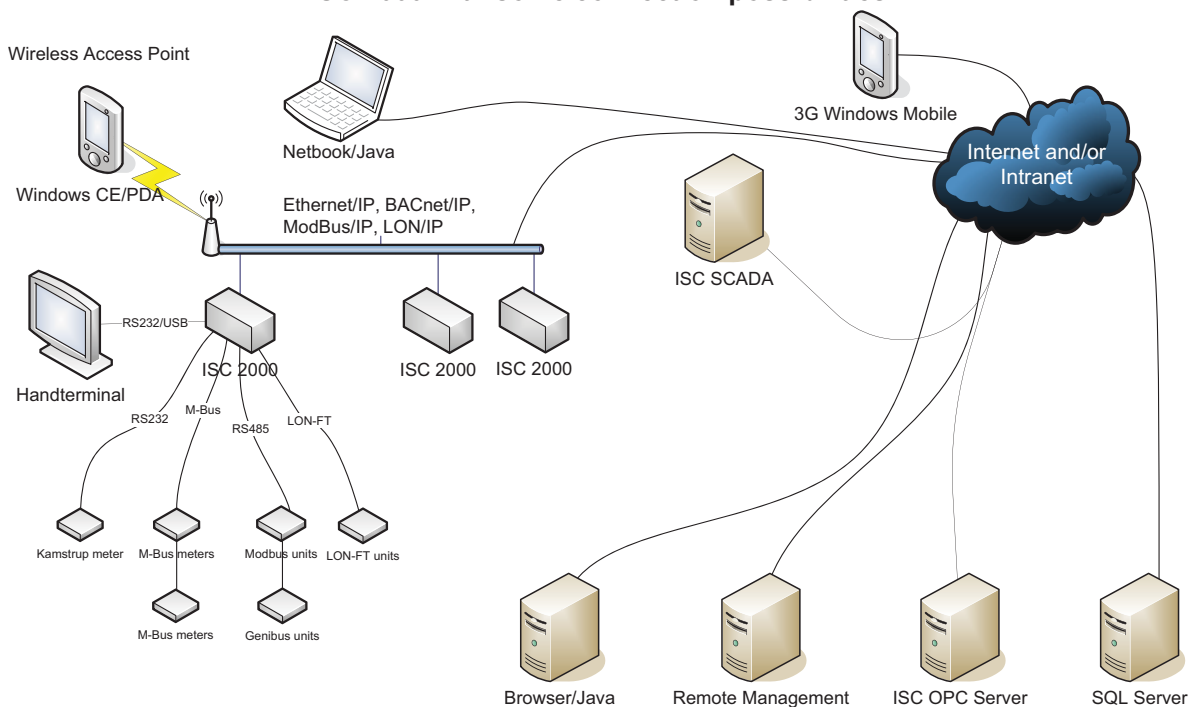 Wireless Access Point
3G Windows Mobile
Netbook/Java
Internet and/or
Intranet
Windows CE/PDA
Ethernet/IP, BACnet/IP,
ModBus/IP, LON/IP
ISC SCADA
RS232/USB
ISC 2000
ISC 2000
ISC 2000
Handterminal
RS232
M-Bus
RS485
LON-FT
Kamstrup meter
M-Bus meters
Modbus units
LON-FT units
M-Bus meters
Genibus units
Browser/Java
Remote Management
ISC OPC Server
SQL Server